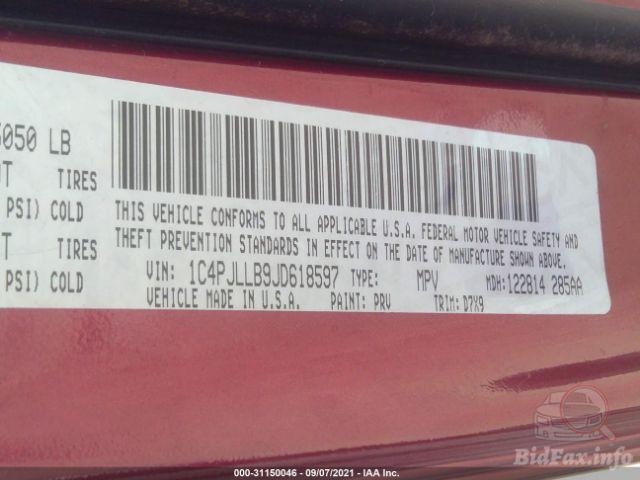 5050 LB
TIRES
PSI) COLD
TIRES
PSI) COLD
THIS VEHICLE CONFORMS TO ALL APPLICABLE U.S.A. FEDERAL MOTOR VEHICLE SAFETY AND
THEFT PREVENTION STANDARDS IN EFFECT ON THE DATE OF MANUFACTURE SHOWN ABOVE.
VIN: 1C4PJLLB9JD618597 TYPE: MPV MDH: 122814 285AA
VEHICLE MADE IN U.S.A. PAINT: PRV TRIM: D7X9
000-31150046 - 09/07/2021 - IAA Inc.
BidFax.info